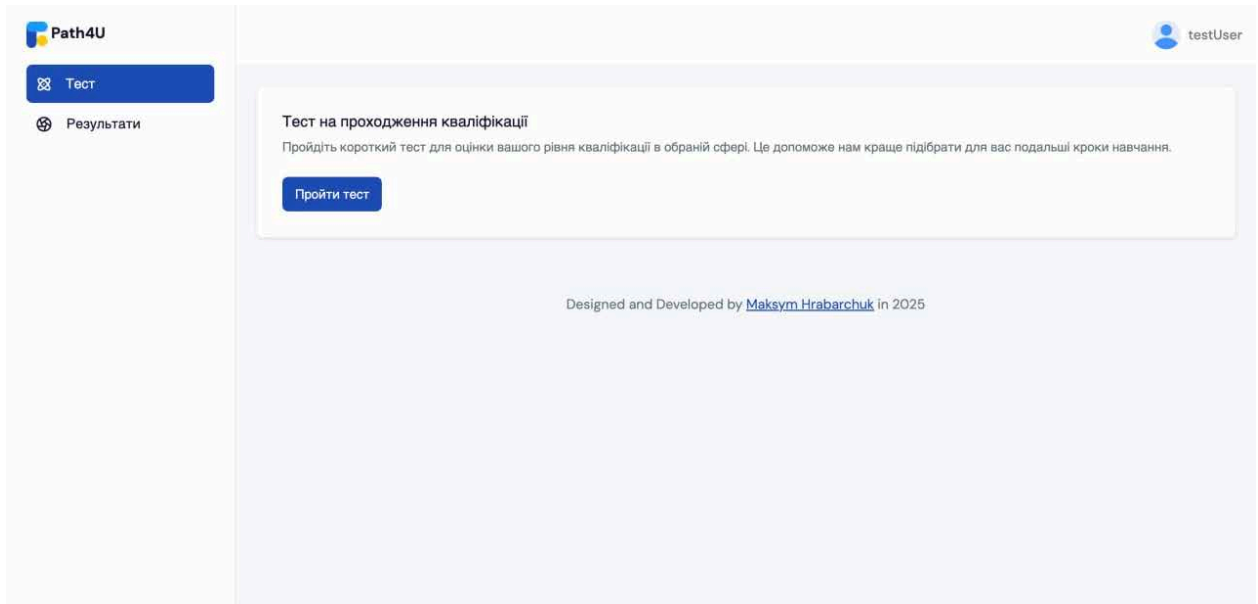 Path4U
testUser
Тест
Результати
Тест на проходження кваліфікації
Пройдіть короткий тест для оцінки вашого рівня кваліфікації в обраній сфері. Це допоможе нам краще підібрати для вас подальші кроки навчання.
Пройти тест
Designed and Developed by Maksym Hrabarchuk in 2025